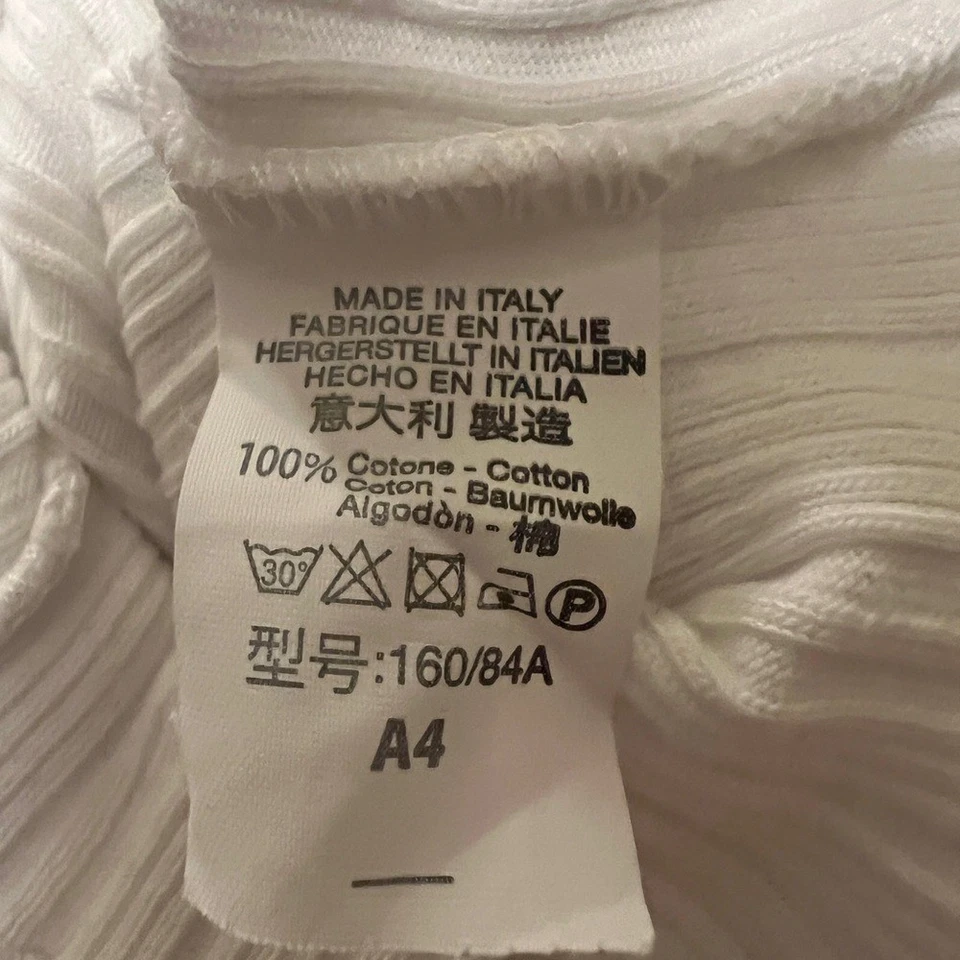 MADE IN ITALY
FABRIQUE EN ITALIE
HERGERSTELLT IN ITALIEN
HECHO EN ITALIA
意大利 製造
100% Cotone - Cotton
Coton - Baumwolle
Algodòn - 棉
30°
P
型号:160/84A
A4